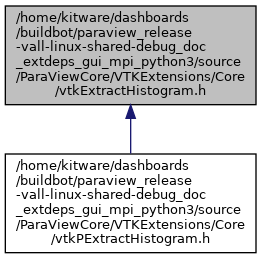 /home/kitware/dashboards
/buildbot/paraview_release
-vall-linux-shared-debug_doc
_extdeps_gui_mpi_python3/source
/ParaViewCore/VTKExtensions/Core
/vtkExtractHistogram.h
/home/kitware/dashboards
/buildbot/paraview_release
-vall-linux-shared-debug_doc
_extdeps_gui_mpi_python3/source
/ParaViewCore/VTKExtensions/Core
/vtkPExtractHistogram.h